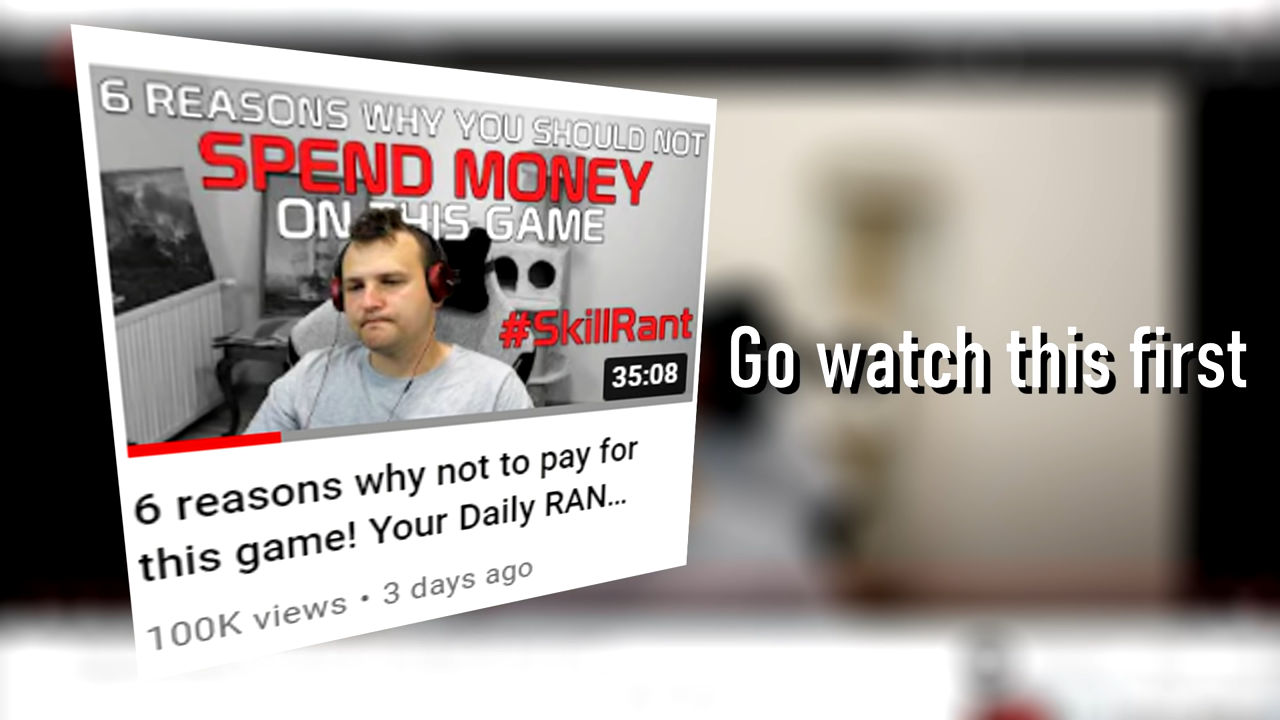 6 REASONS WHY YOU SHOULD NOT
SPEND MONEY
ON THIS GAME
#SkillRant
35:08
6 reasons why not to pay for
this game! Your Daily RAN...
100K views • 3 days ago
Go watch this first